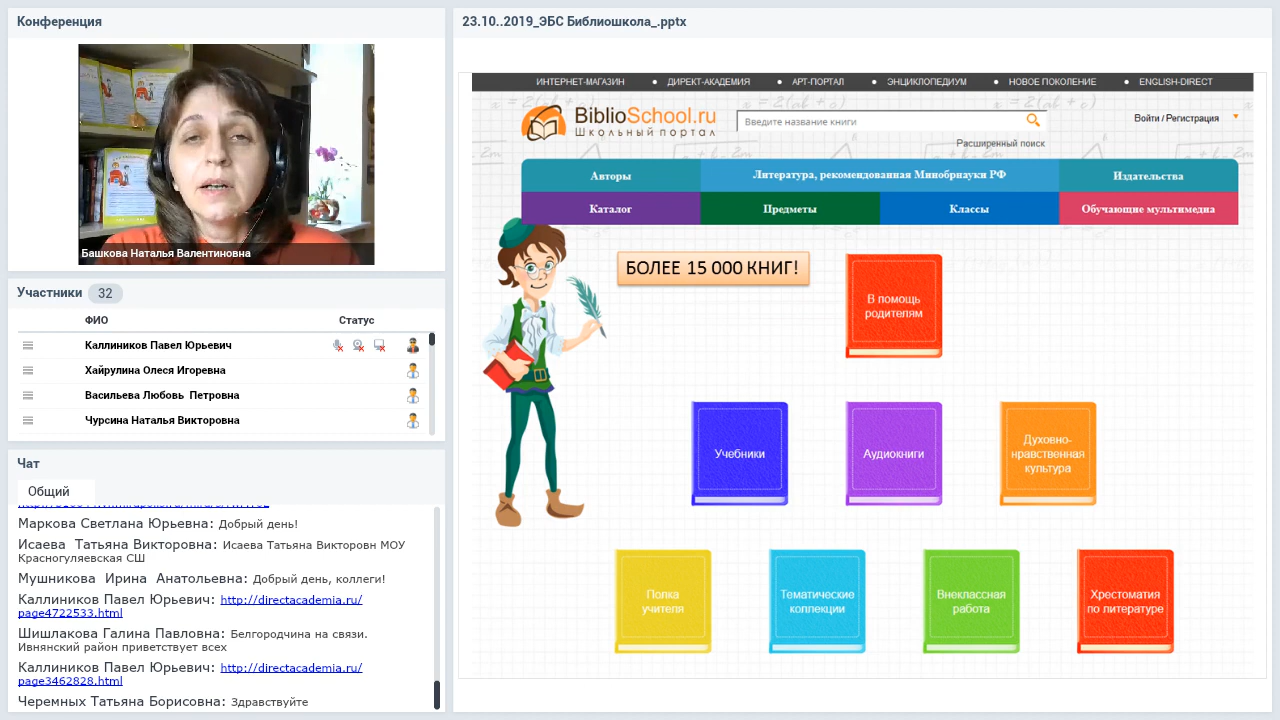 Конференция
Башкова Наталья Валентиновна
Участники 32
ФИО Статус
Каллиников Павел Юрьевич
Хайрулина Олеся Игоревна
Васильева Любовь Петровна
Чурсина Наталья Викторовна
Чат
Общий
Маркова Светлана Юрьевна: Добрый день!
Исаева Татьяна Викторовна: Исаева Татьяна Викторовн МОУ
Красногуляевская СШ
Мушникова Ирина Анатольевна: Добрый день, коллеги!
Каллиников Павел Юрьевич: http://directacademia.ru/
page4722533.html
Шишлакова Галина Павловна: Белгородчина на связи.
Ивнянский район приветствует всех
Каллиников Павел Юрьевич: http://directacademia.ru/
page3462828.html
Черемных Татьяна Борисовна: Здравствуйте
23.10..2019_ЭБС Библиошкола_.pptx
ИНТЕРНЕТ-МАГАЗИН ● ДИРЕКТ-АКАДЕМИЯ ● АРТ-ПОРТАЛ ● ЭНЦИКЛОПЕДИУМ ● НОВОЕ ПОКОЛЕНИЕ ● ENGLISH-DIRECT
BiblioSchool.ru
Школьный портал
Введите название книги
Расширенный поиск
Войти / Регистрация
Авторы Литература, рекомендованная Минобрнауки РФ Издательства
Каталог Предметы Классы Обучающие мультимедиа
БОЛЕЕ 15 000 КНИГ!
В помощь
родителям
Учебники
Аудиокниги
Духовно-
нравственная
культура
Полка
учителя
Тематические
коллекции
Внеклассная
работа
Хрестоматия
по литературе